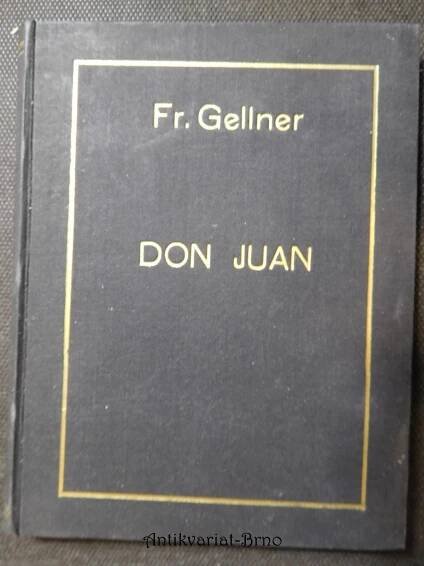 Fr. Gellner
DON JUAN
Antikvariat-Brno